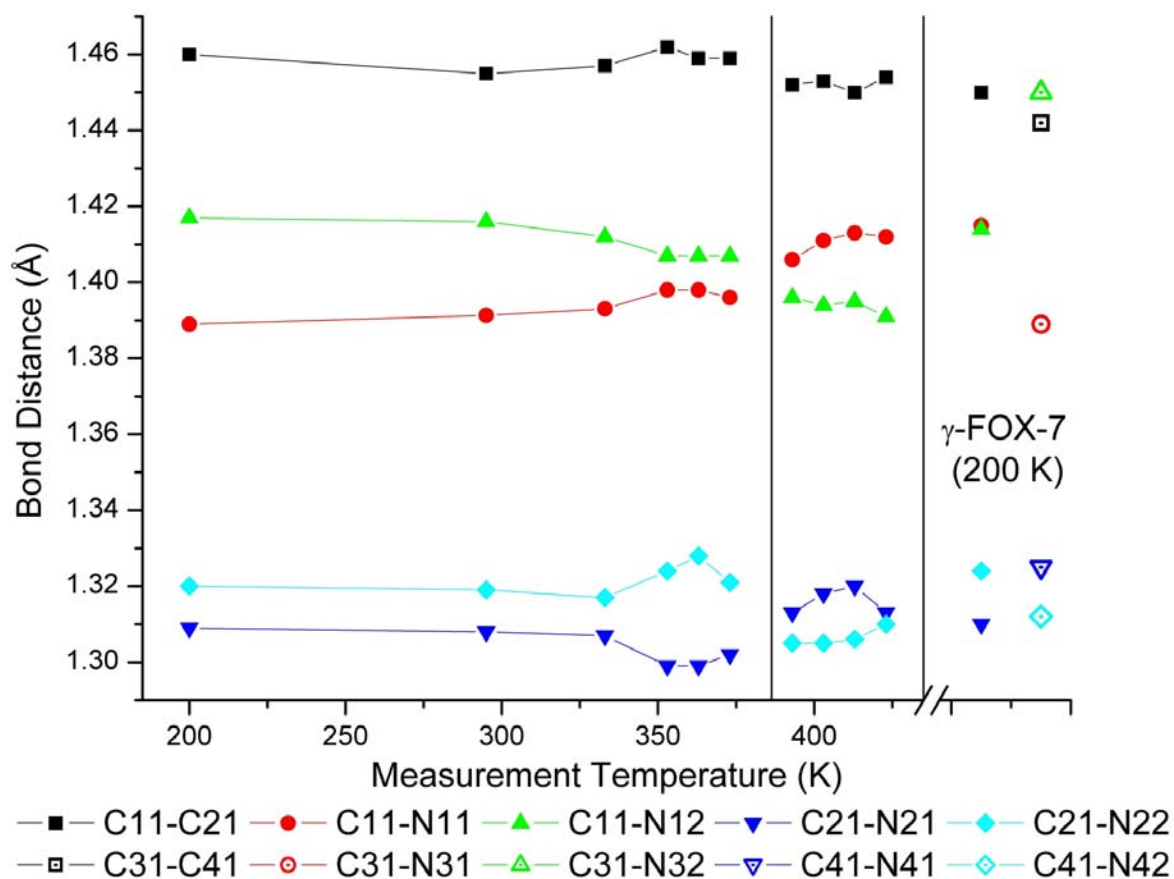 1.46
1.44
1.42
1.40
1.38
1.36
1.34
1.32
1.30
Bond Distance (Å)
γ-FOX-7
(200 K)
200 250 300 350 400
Measurement Temperature (K)
C11-C21 C11-N11 C11-N12 C21-N21 C21-N22
C31-C41 C31-N31 C31-N32 C41-N41 C41-N42